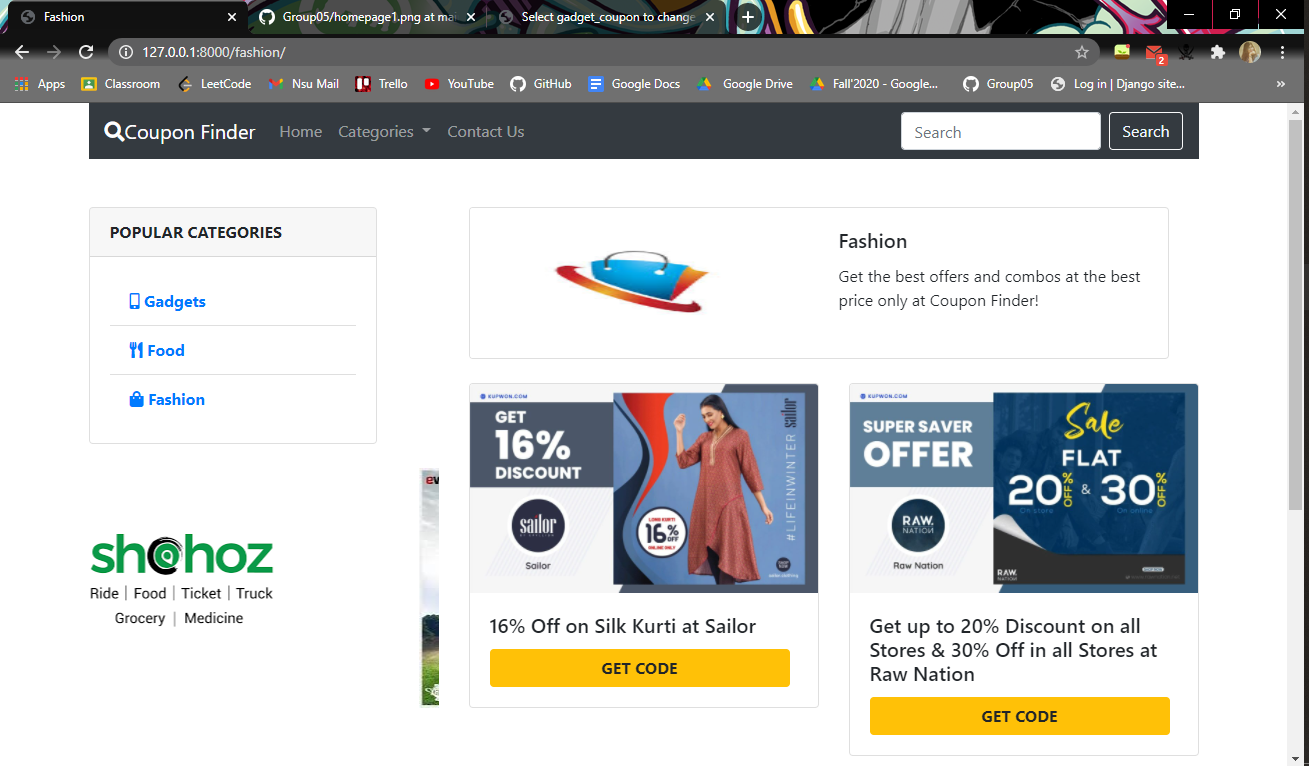 Fashion
Group05/homepage1.png at mai
Select gadget_coupon to change
127.0.0.1:8000/fashion/
2
Apps
Classroom
LeetCode
Nsu Mail
Trello
YouTube
GitHub
Google Docs
Google Drive
Fall'2020 - Google...
Group05
Log in | Django site...
»
Coupon Finder
Home
Categories
Contact Us
Search
Search
POPULAR CATEGORIES
Gadgets
Food
Fashion
shohoz
Ride | Food | Ticket | Truck
Grocery | Medicine
Fashion
Get the best offers and combos at the best
price only at Coupon Finder!
KUPWON.COM
GET
16%
DISCOUNT
sailor
Sailor
sailor
#LIFEINWINTER
LONG KURTI
16% OFF
ONLINE ONLY
16% Off on Silk Kurti at Sailor
GET CODE
KUPWON.COM
SUPER SAVER
OFFER
RAW.
NATION
Raw Nation
Sale
FLAT
20% OFF & 30% OFF
On store
On online
RAW.
NATION
Get up to 20% Discount on all
Stores & 30% Off in all Stores at
Raw Nation
GET CODE